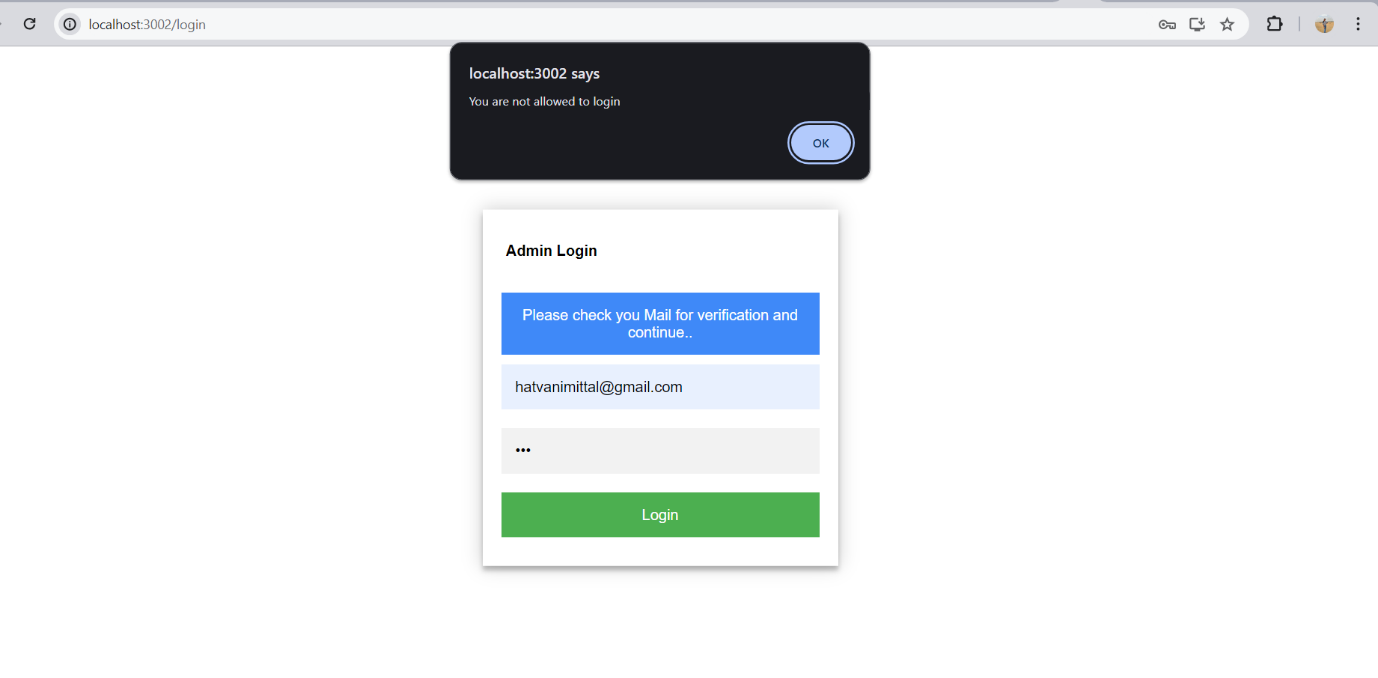 localhost:3002/login
localhost:3002 says
You are not allowed to login
OK
Admin Login
Please check you Mail for verification and
continue..
hatvanimittal@gmail.com
•••
Login